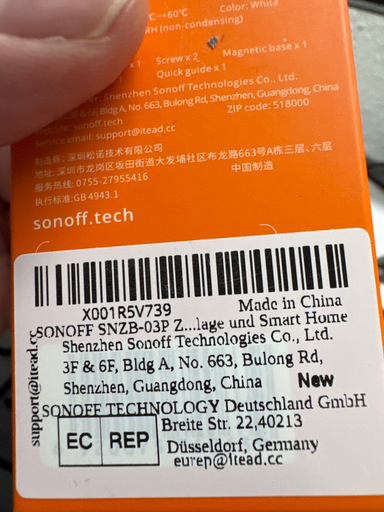 ℃~+60℃
Color: White
RH (non-condensing)
Screw x 2
Magnetic base x 1
x 1
Quick guide x 1
x 1
Shenzhen Sonoff Technologies Co., Ltd.
Bldg A, No. 663, Bulong Rd, Shenzhen, Guangdong, China
Website: sonoff.tech
ZIP code: 518000
Service email: support@itead.cc
制造商: 深圳松诺技术有限公司
地址: 深圳市龙岗区坂田街道大发埔社区布龙路663号A栋三层、六层
服务热线: 0755-27955416
中国制造
执行标准:GB 4943.1
sonoff.tech
X001R5V739
Made in China
SONOFF SNZB-03P Z...lage und Smart Home
Shenzhen Sonoff Technologies Co., Ltd.
3F & 6F, Bldg A, No. 663, Bulong Rd,
Shenzhen, Guangdong, China
New
support@itead.cc
SONOFF TECHNOLOGY Deutschland GmbH
EC REP
Breite Str. 22,40213
Düsseldorf, Germany
eurep@itead.cc